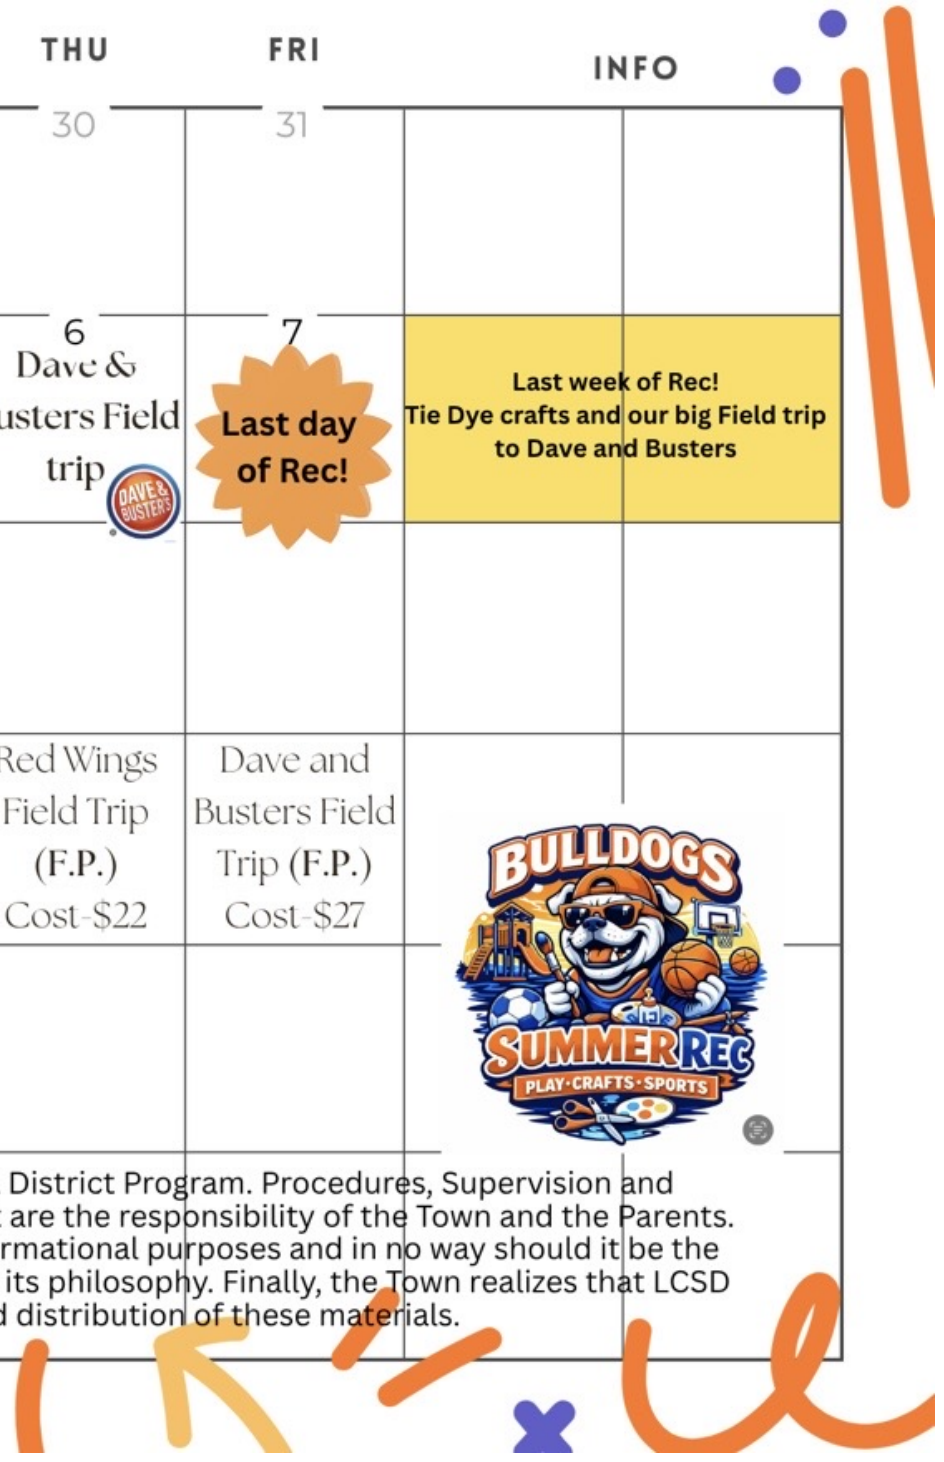 THU
FRI
INFO
30
31
6
Dave &
usters Field
trip
DAVE &
BUSTER'S
7
Last day
of Rec!
Last week of Rec!
Tie Dye crafts and our big Field trip
to Dave and Busters
Red Wings
Field Trip
(F.P.)
Cost-$22
Dave and
Busters Field
Trip (F.P.)
Cost-$27
BULLDOGS
SUMMER REC
PLAY·CRAFTS·SPORTS
District Program. Procedures, Supervision and
are the responsibility of the Town and the Parents.
rmational purposes and in no way should it be the
its philosophy. Finally, the Town realizes that LCSD
d distribution of these materials.